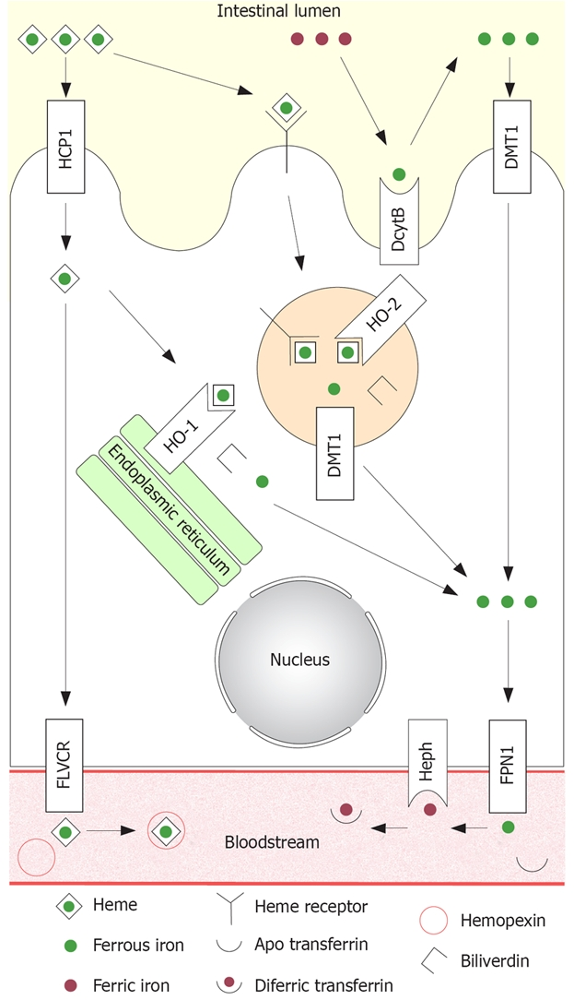 Intestinal lumen
HCP1
DcytB
DMT1
HO-2
HO-1
DMT1
Endoplasmic reticulum
Nucleus
FLVCR
Heph
FPN1
Bloodstream
Heme
Heme receptor
Hemopexin
Ferrous iron
Apo transferrin
Biliverdin
Ferric iron
Diferric transferrin